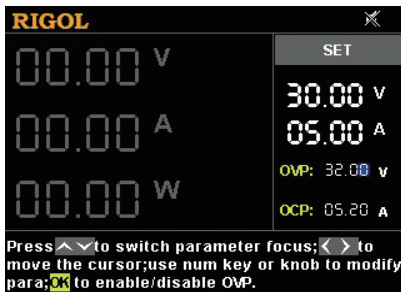 RIGOL
SET
00.00 V
30.00 V
00.00 A
05.00 A
OVP: 32.00 V
00.00 W
OCP: 05.20 A
Press to switch parameter focus; to
move the cursor;use num key or knob to modify
para;OK to enable/disable OVP.